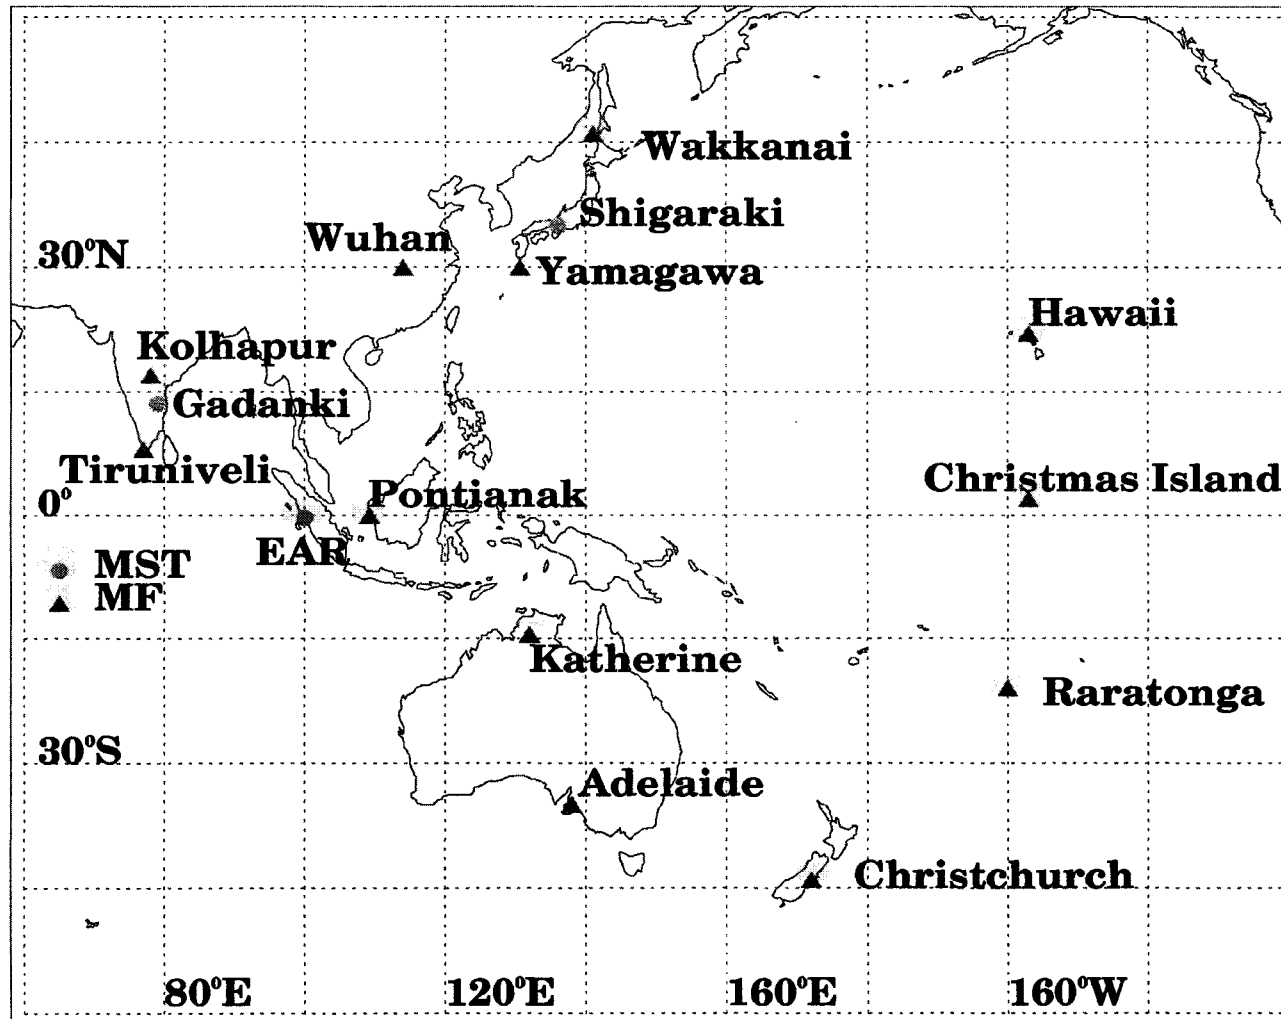 Wakkanai
Shigaraki
Wuhan
30°N
Yamagawa
Hawaii
Kolhapur
Gadanki
Tiruniveli
Christmas Island
0°
Pontianak
EAR
MST
MF
Katherine
Raratonga
30°S
Adelaide
Christchurch
80°E
120°E
160°E
160°W